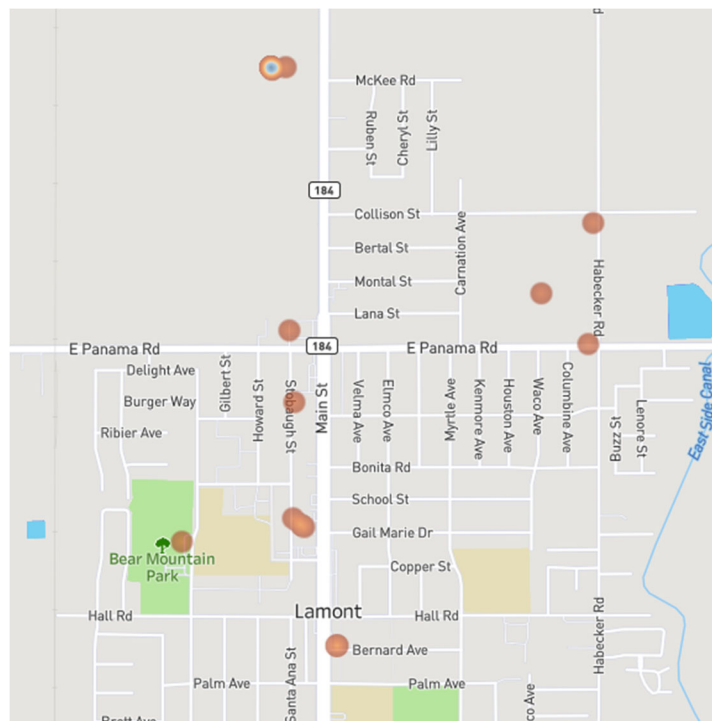 McKee Rd
Ruben St
Cheryl St
Lilly St
184
Collison St
Carnation Ave
Bertal St
Habecker Rd
Montal St
Lana St
184
E Panama Rd
E Panama Rd
Delight Ave
Gilbert St
Howard St
Stobaugh St
Main St
Velma Ave
Elmco Ave
Myrtle Ave
Kenmore Ave
Houston Ave
Waco Ave
Columbine Ave
Burger Way
Buzz St
Lenore St
East Side Canal
Ribier Ave
Bonita Rd
School St
Gail Marie Dr
Bear Mountain
Park
Copper St
Hall Rd
Lamont
Hall Rd
Habecker Rd
Santa Ana St
Bernard Ave
Palm Ave
Palm Ave